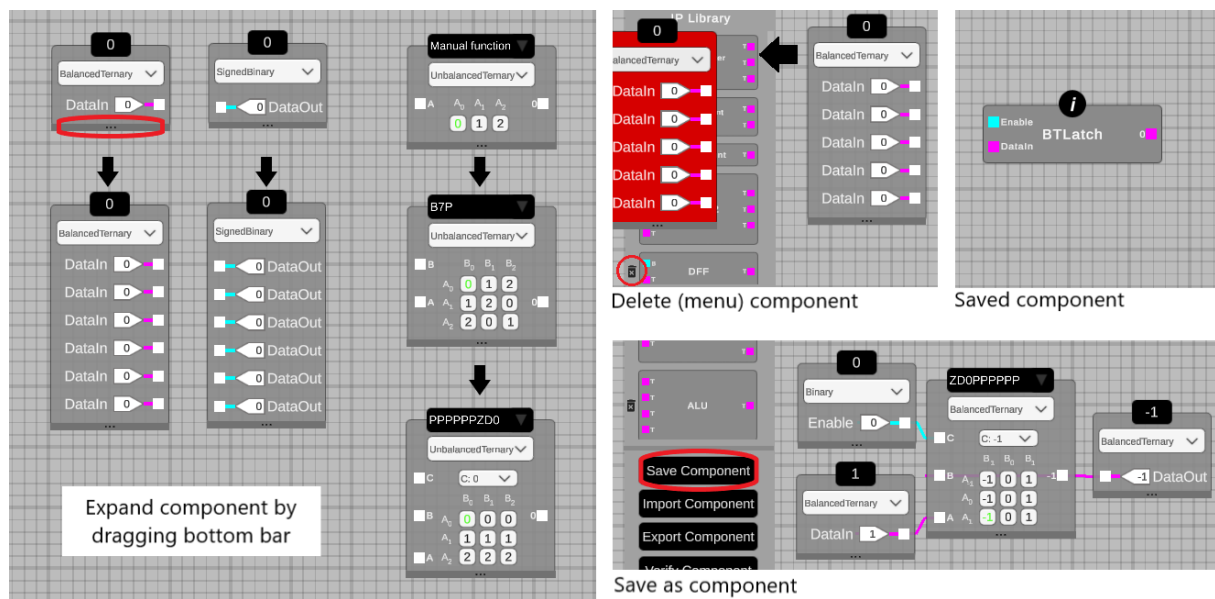 0
BalancedTernary
DataIn 0
...
0
SignedBinary
0 DataOut
...
Manual function
UnbalancedTernary
A A0 A1 A2 0
0 1 2
...
0
BalancedTernary
DataIn 0
DataIn 0
DataIn 0
DataIn 0
DataIn 0
DataIn 0
...
0
SignedBinary
0 DataOut
0 DataOut
0 DataOut
0 DataOut
0 DataOut
0 DataOut
...
B7P
UnbalancedTernary
B B0 B1 B2
A0 0 1 2
A A1 1 2 0 0
A2 2 0 1
...
PPPPPPZD0
UnbalancedTernary
C C: 0
B0 B1 B2
B A0 0 0 0 0
A1 1 1 1
A A2 2 2 2
...
Expand component by
dragging bottom bar
IP Library
0
alancedTernary
DataIn 0
DataIn 0
DataIn 0
DataIn 0
DataIn 0
...
DFF
B
T
0
BalancedTernary
DataIn 0
DataIn 0
DataIn 0
DataIn 0
DataIn 0
...
Delete (menu) component
i
Enable
BTLatch 0
DataIn
Saved component
T
T
T
T
ALU
T
T
Save Component
Import Component
Export Component
Verify Component
0
Binary
Enable 0
...
1
BalancedTernary
DataIn 1
...
ZD0PPPPPP
BalancedTernary
C C: -1
B1 B0 B1
B A1 -1 0 1 -1
A0 -1 0 1
A A1 -1 0 1
...
-1
BalancedTernary
-1 DataOut
...
Save as component